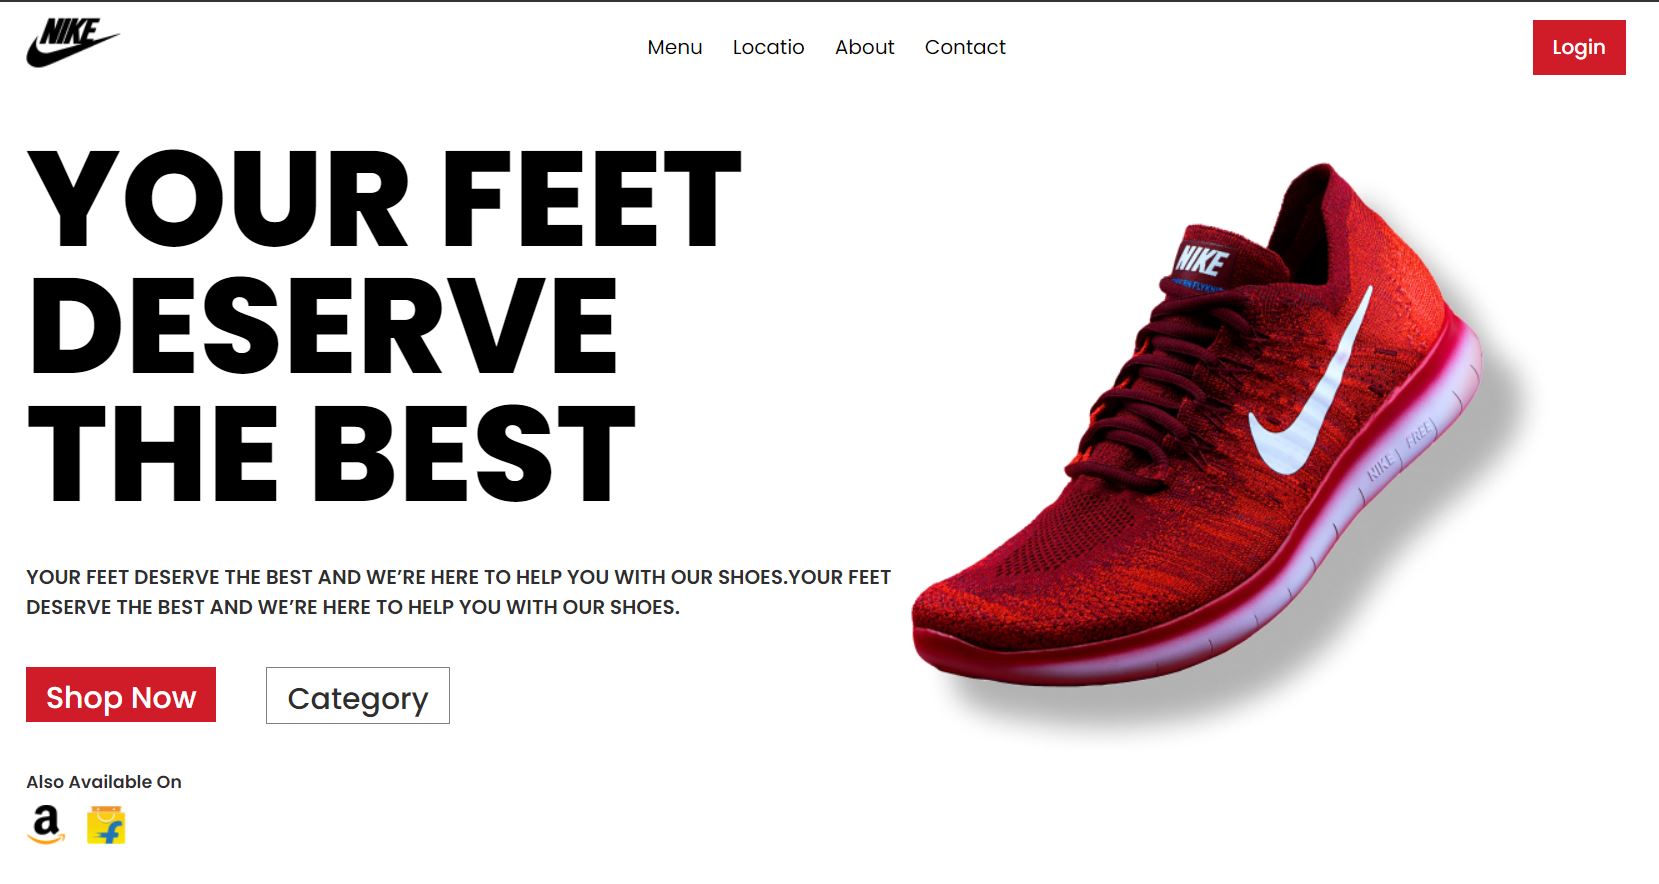 NIKE
Menu Locatio About Contact
Login
YOUR FEET
DESERVE
THE BEST
YOUR FEET DESERVE THE BEST AND WE’RE HERE TO HELP YOU WITH OUR SHOES.YOUR FEET
DESERVE THE BEST AND WE’RE HERE TO HELP YOU WITH OUR SHOES.
Shop Now Category
Also Available On
a f
NIKE
NIKE FREE